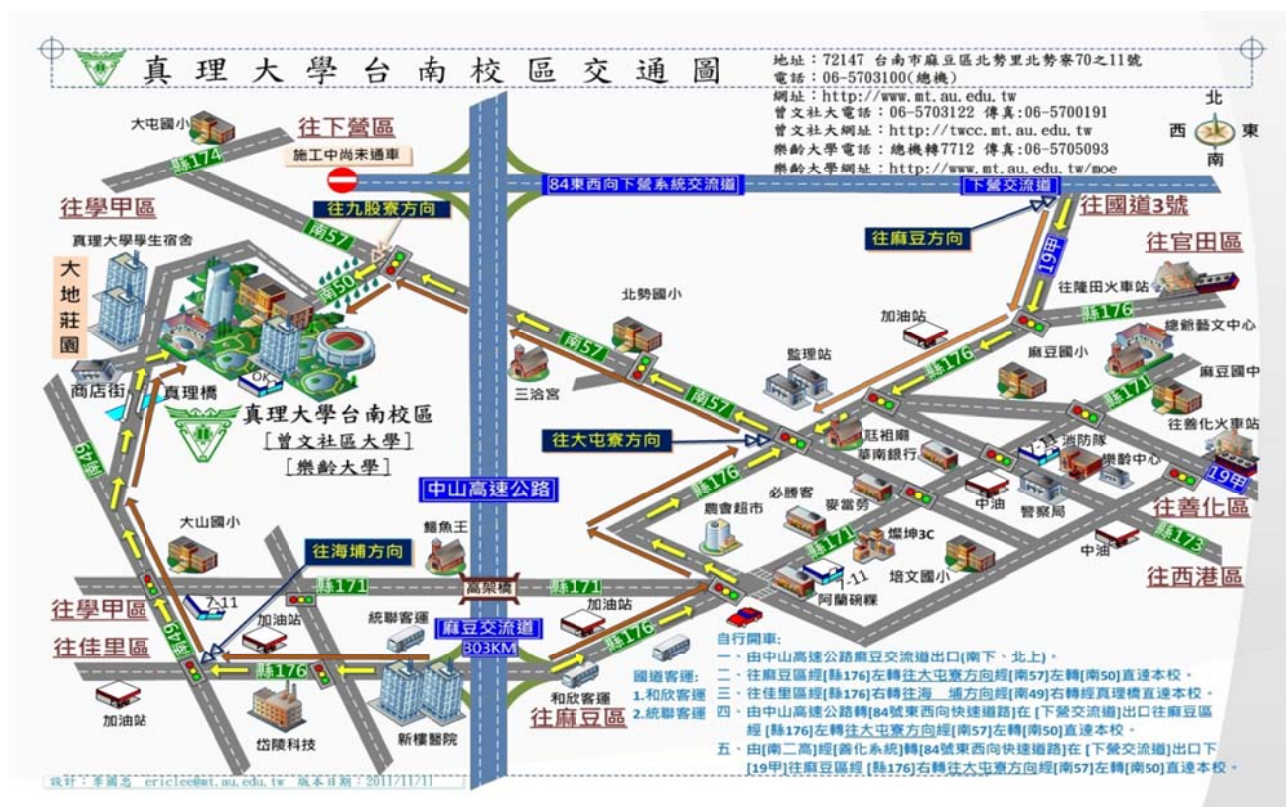 真理大學台南校區交通圖
地址：72147 台南市麻豆區北勢里北勢寮70之11號
電話：06-5703100(總機)
網址：http://www.mt.au.edu.tw
曾文社大電話：06-5703122 傳真:06-5700191
曾文社大網址：http://twcc.mt.au.edu.tw
樂齡大學電話：總機轉7712 傳真:06-5705093
樂齡大學網址：http://www.mt.au.edu.tw/moe
北
西 東
南
大屯國小
往下營區
施工中尚未通車
縣174
84東西向下營系統交流道
下營交流道
往學甲區
往九股寮方向
往國道3號
真理大學學生宿舍
南57
往麻豆方向
19甲
往官田區
大地莊園
南50
北勢國小
往隆田火車站
加油站
縣176
總爺藝文中心
監理站
南57
縣176
麻豆國小
縣171
麻豆國中
商店街
真理橋
OK
三洽宮
南57
往善化火車站
真理大學台南校區
[曾文社區大學]
[樂齡大學]
往大屯寮方向
華南銀行
7-11
消防隊
樂齡中心
19甲
南49
中山高速公路
縣176
必勝客
麥當勞
中油
警察局
往善化區
農會超市
縣171
燦坤3C
中油
縣173
大山國小
鱷魚王
往海埔方向
培文國小
往西港區
縣171
高架橋
縣171
7-11
阿蘭碗粿
往學甲區
7-11
加油站
統聯客運
麻豆交流道
303KM
加油站
縣176
往佳里區
南49
縣176
加油站
岱陵科技
新樓醫院
和欣客運
往麻豆區
國道客運:
1.和欣客運
2.統聯客運
自行開車:
一、由中山高速公路麻豆交流道出口(南下、北上)。
二、往麻豆區經[縣176]左轉往大屯寮方向經[南57]左轉[南50]直達本校。
三、往佳里區經[縣176]右轉往海 埔方向經[南49]右轉經真理橋直達本校。
四、由中山高速公路轉[84號東西向快速道路]在 [下營交流道]出口往麻豆區
經 [縣176]左轉往大屯寮方向經[南57]左轉[南50]直達本校。
五、由[南二高]經[善化系統]轉[84號東西向快速道路]在 [下營交流道]出口下
[19甲]往麻豆區經 [縣176]右轉往大屯寮方向經[南57]左轉[南50]直達本校。
設計：李國忠 ericlee@mt.au.edu.tw 版本日期：2011/11/11